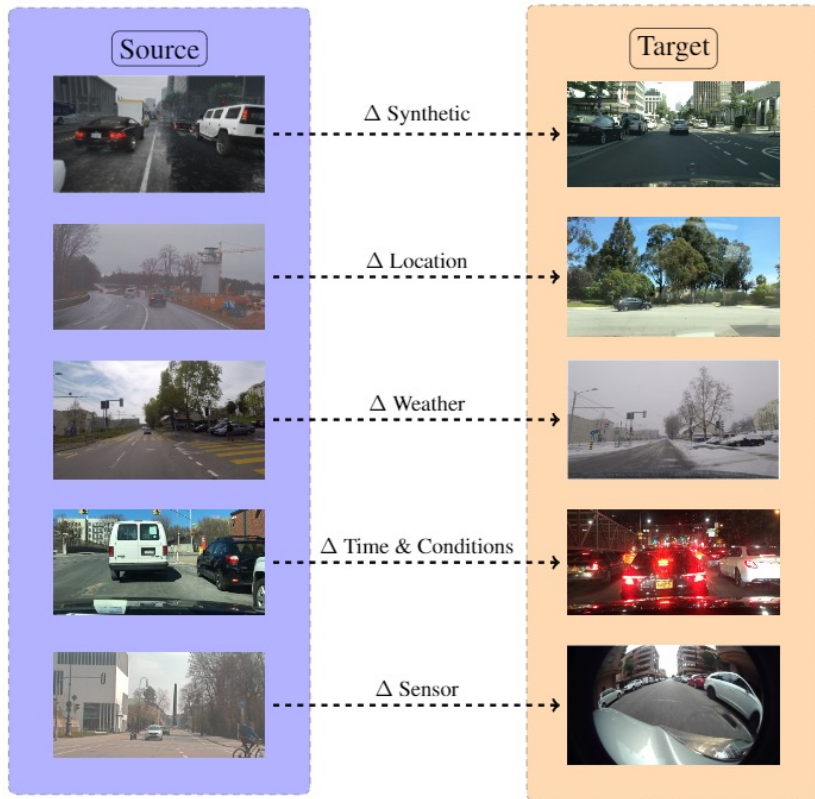 Source
Target
Δ Synthetic
Δ Location
Δ Weather
Δ Time & Conditions
Δ Sensor